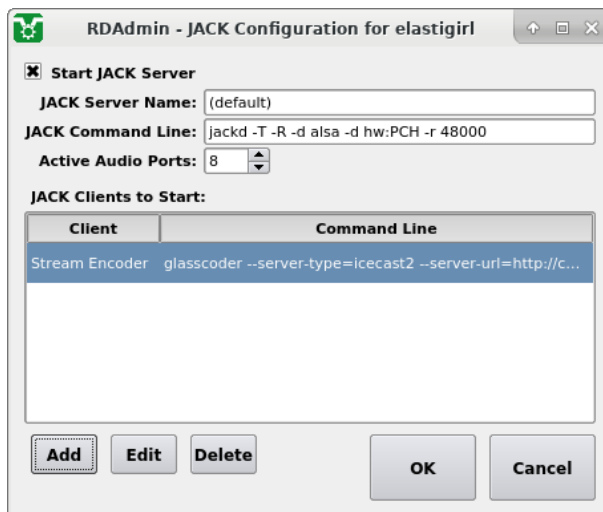 RDAdmin - JACK Configuration for elastigirl
Start JACK Server
JACK Server Name: (default)
JACK Command Line: jackd -T -R -d alsa -d hw:PCH -r 48000
Active Audio Ports: 8
JACK Clients to Start:
Client Command Line
Stream Encoder glasscoder --server-type=icecast2 --server-url=http://c...
Add Edit Delete OK Cancel